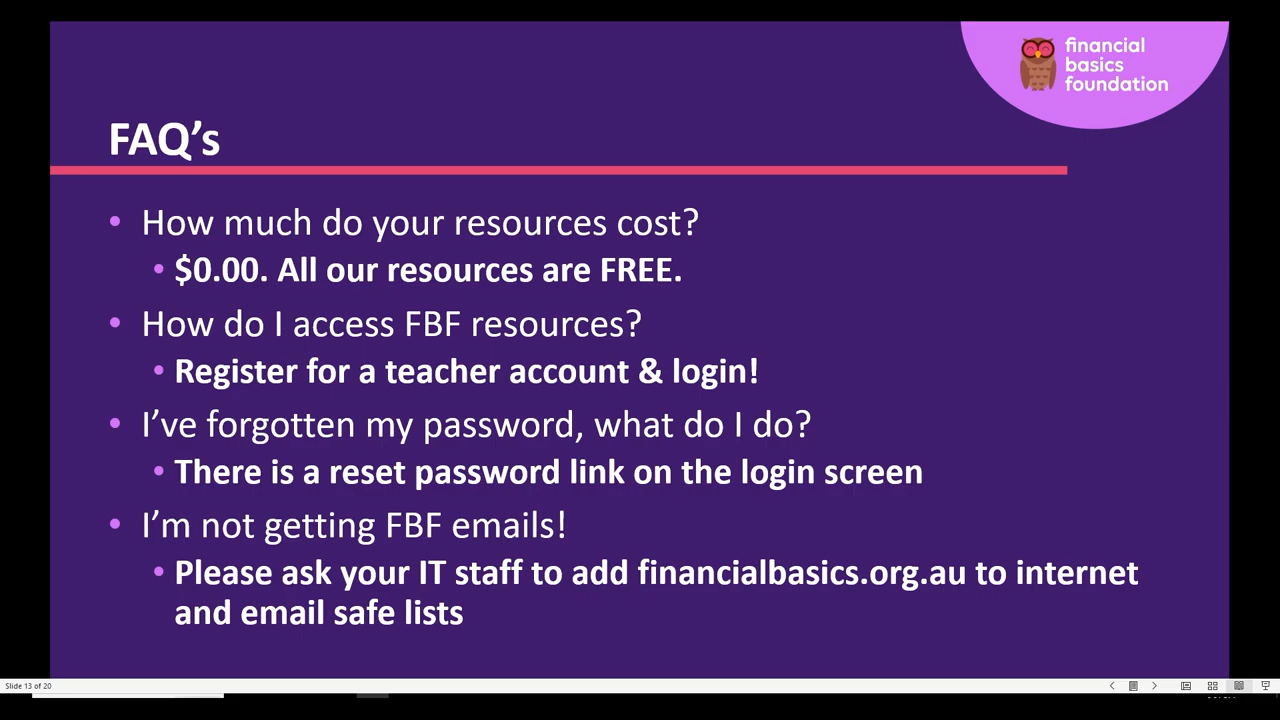 financial
basics
foundation
FAQ’s
• How much do your resources cost?
• $0.00. All our resources are FREE.
• How do I access FBF resources?
• Register for a teacher account & login!
• I’ve forgotten my password, what do I do?
• There is a reset password link on the login screen
• I’m not getting FBF emails!
• Please ask your IT staff to add financialbasics.org.au to internet
and email safe lists
Slide 13 of 20